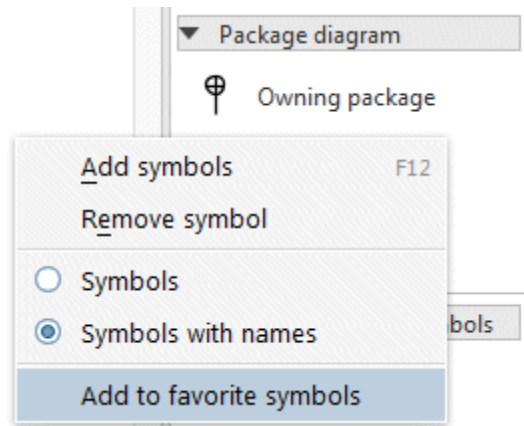 Package diagram
Owning package
Add symbols F12
Remove symbol
Symbols
Symbols with names
bols
Add to favorite symbols